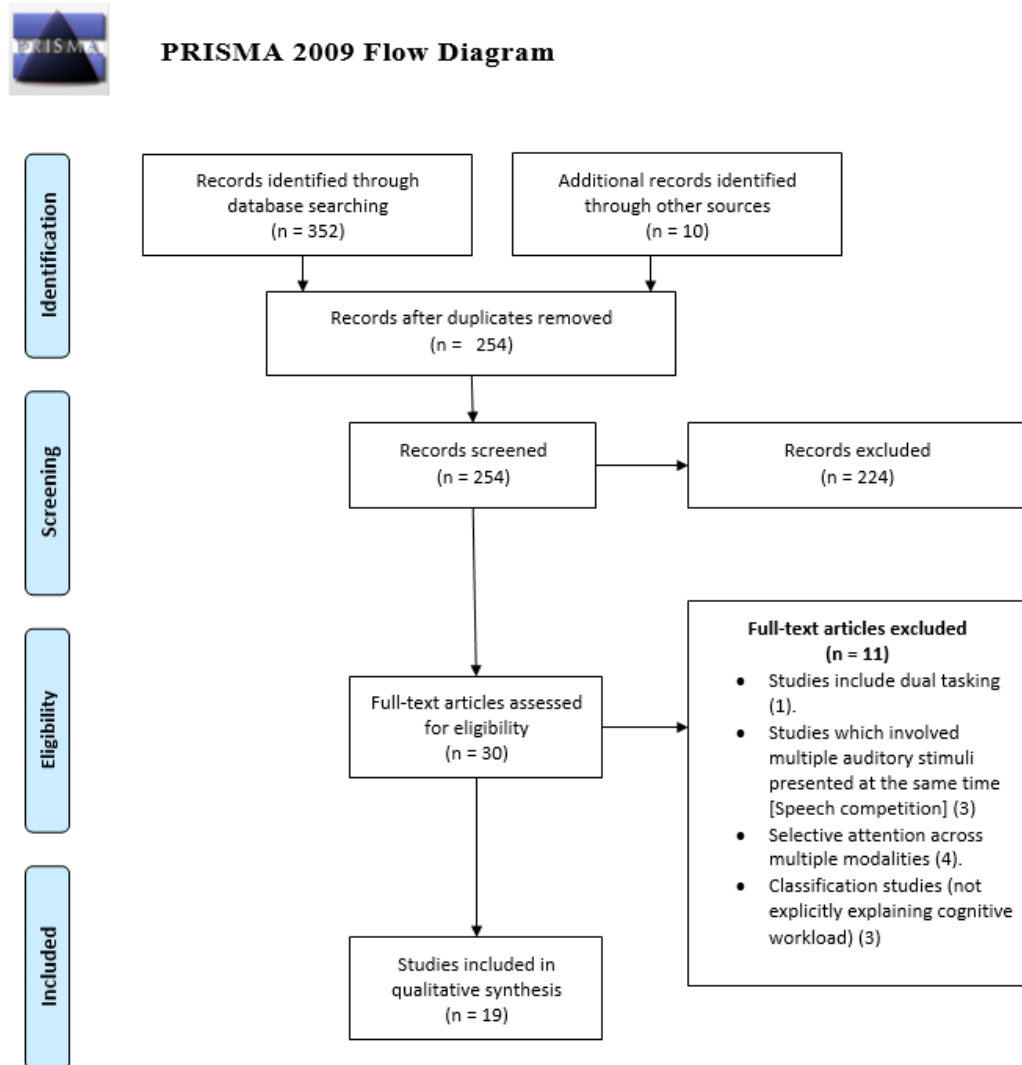 PRISMA
PRISMA 2009 Flow Diagram
Identification
Records identified through
database searching
(n = 352)
Additional records identified
through other sources
(n = 10)
Records after duplicates removed
(n =   254)
Screening
Records screened
(n = 254)
Records excluded
(n = 224)
Eligibility
Full-text articles assessed
for eligibility
(n = 30)
Full-text articles excluded
(n = 11)
• Studies include dual tasking
(1).
• Studies which involved
multiple auditory stimuli
presented at the same time
[Speech competition] (3)
• Selective attention across
multiple modalities (4).
• Classification studies (not
explicitly explaining cognitive
workload) (3)
Included
Studies included in
qualitative synthesis
(n = 19)